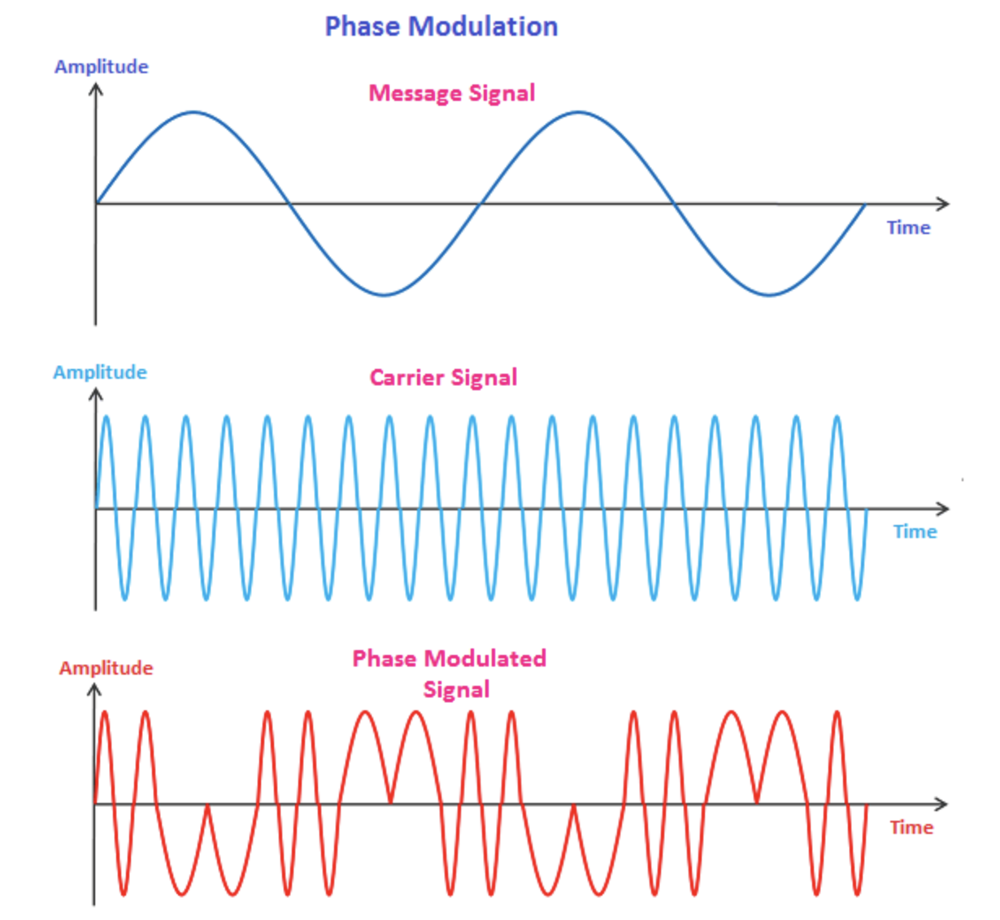 Phase Modulation
Amplitude
Message Signal
Time
Amplitude
Carrier Signal
Time
Phase Modulated
Signal
Amplitude
Time